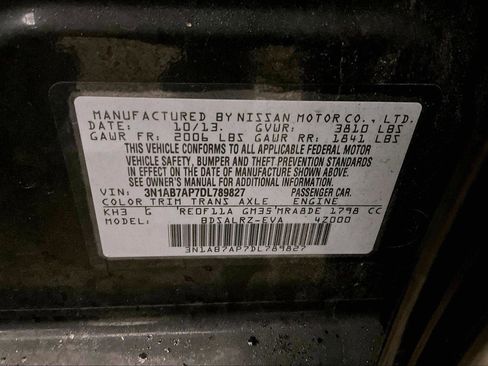 MANUFACTURED BY NISSAN MOTOR CO., LTD.
DATE: 10/13. GVWR: 3810 LBS
GAWR FR: 2006 LBS GAWR RR: 1841 LBS
THIS VEHICLE CONFORMS TO ALL APPLICABLE FEDERAL MOTOR
VEHICLE SAFETY, BUMPER AND THEFT PREVENTION STANDARDS
IN EFFECT ON THE DATE OF MANUFACTURE SHOWN ABOVE.
SEE OWNER'S MANUAL FOR ADDITIONAL INFORMATION.
VIN: 3N1AB7AP7DL789827 PASSENGER CAR.
COLOR TRIM TRANS AXLE ENGINE
KH3 G RE0F11A GM35 MRA8DE 1798 CC
MODEL: BDSALRZ-EVA 4Z000
3N1AB7AP7DL789827